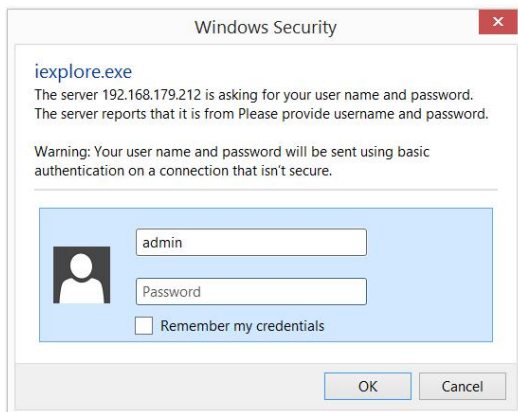 Windows Security
iexplore.exe
The server 192.168.179.212 is asking for your user name and password.
The server reports that it is from Please provide username and password.
Warning: Your user name and password will be sent using basic
authentication on a connection that isn't secure.
admin
Password
Remember my credentials
OK
Cancel